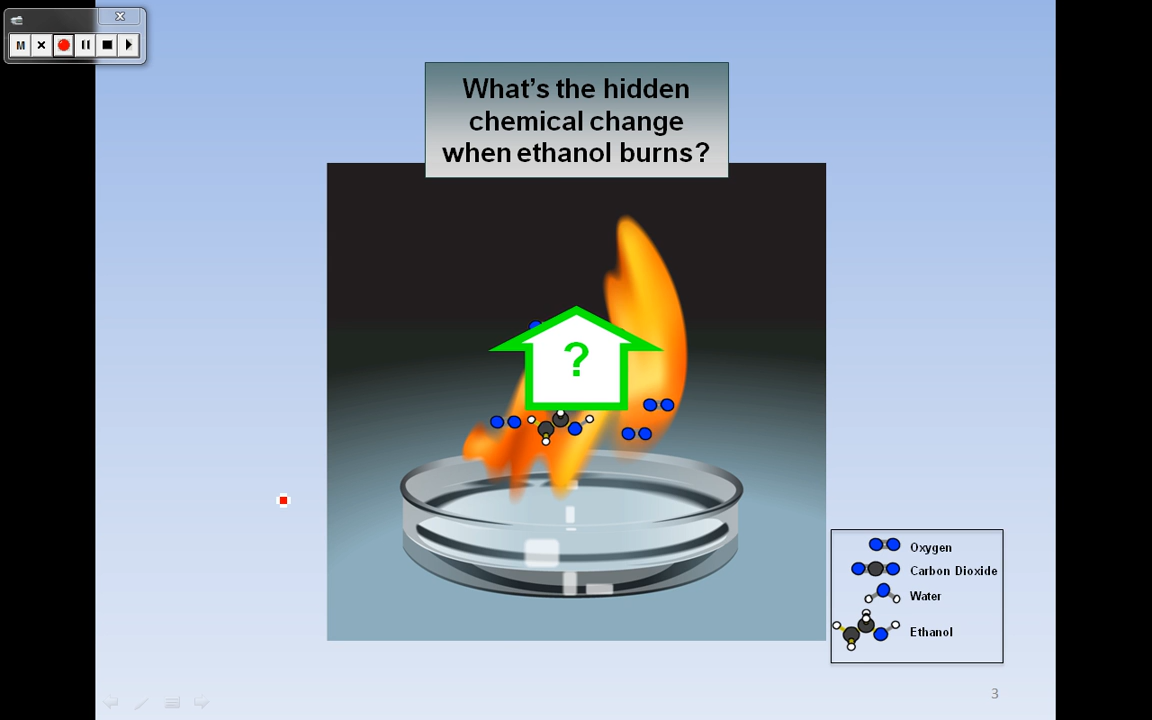 M
What's the hidden
chemical change
when ethanol burns?
?
Oxygen
Carbon Dioxide
Water
Ethanol
3